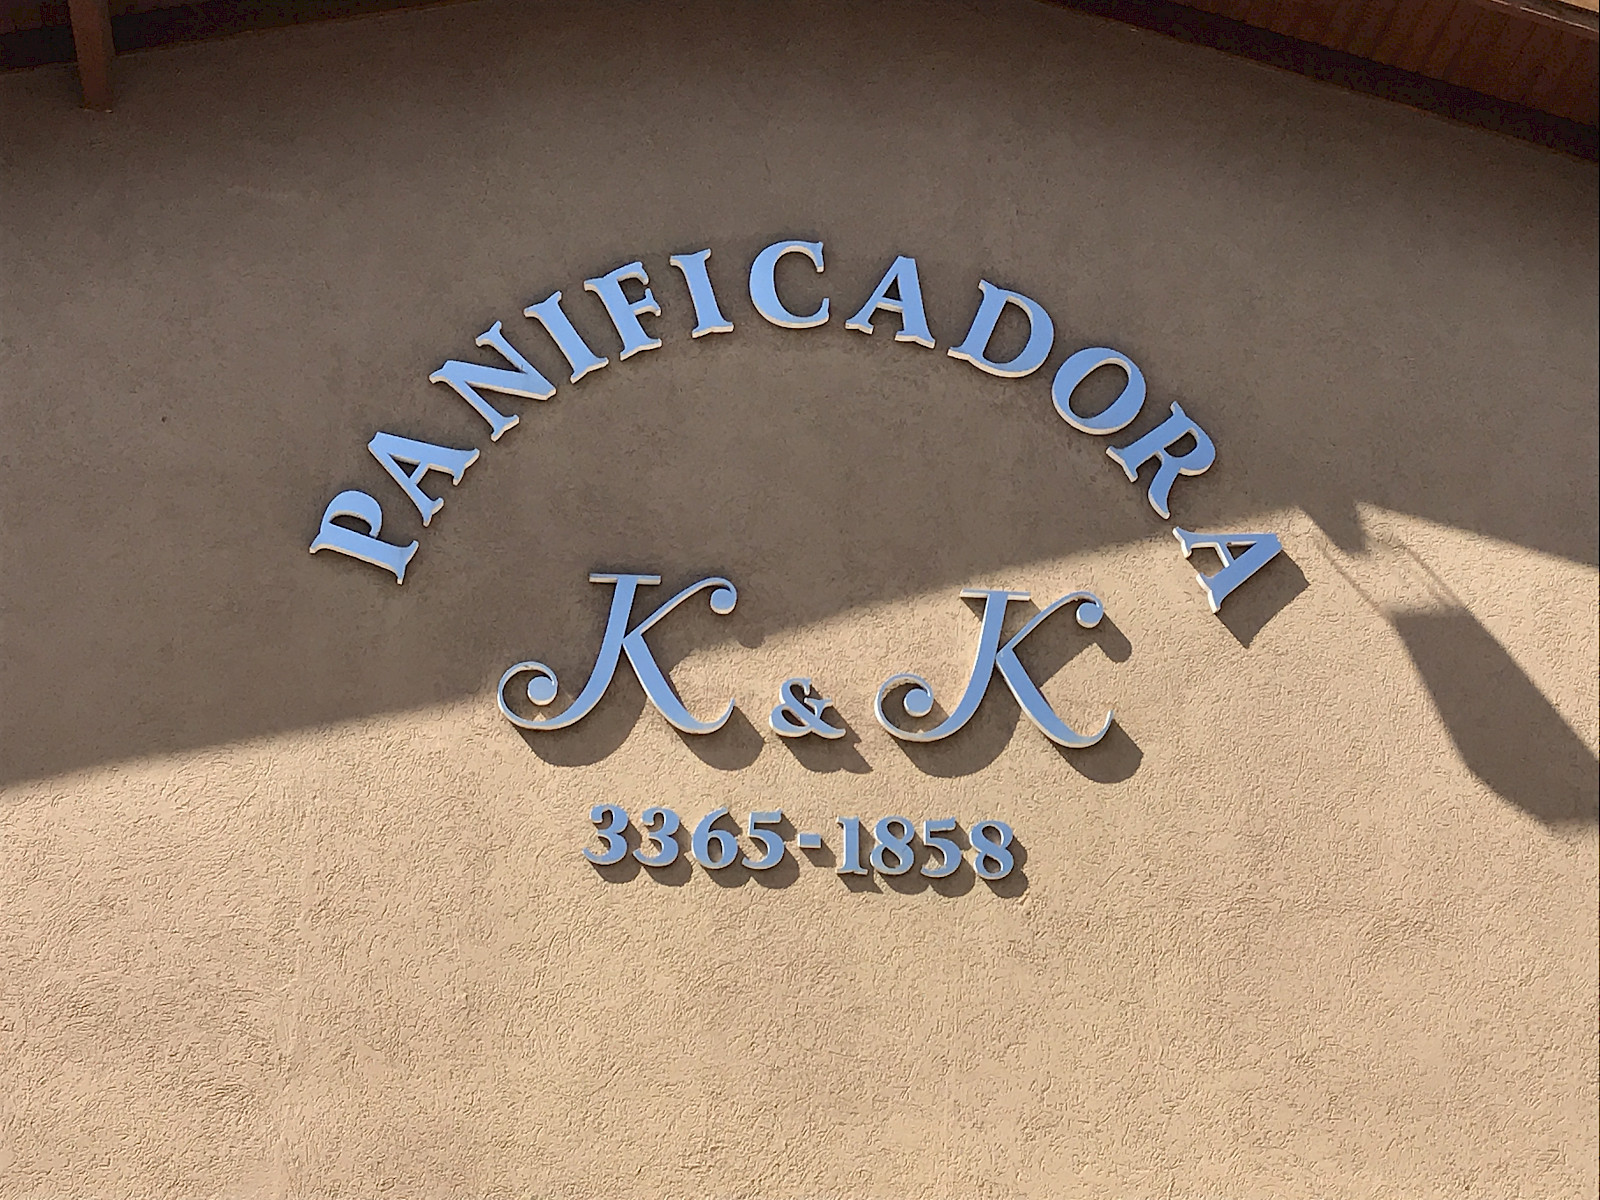 PANIFICADORA
K & K
3365-1858